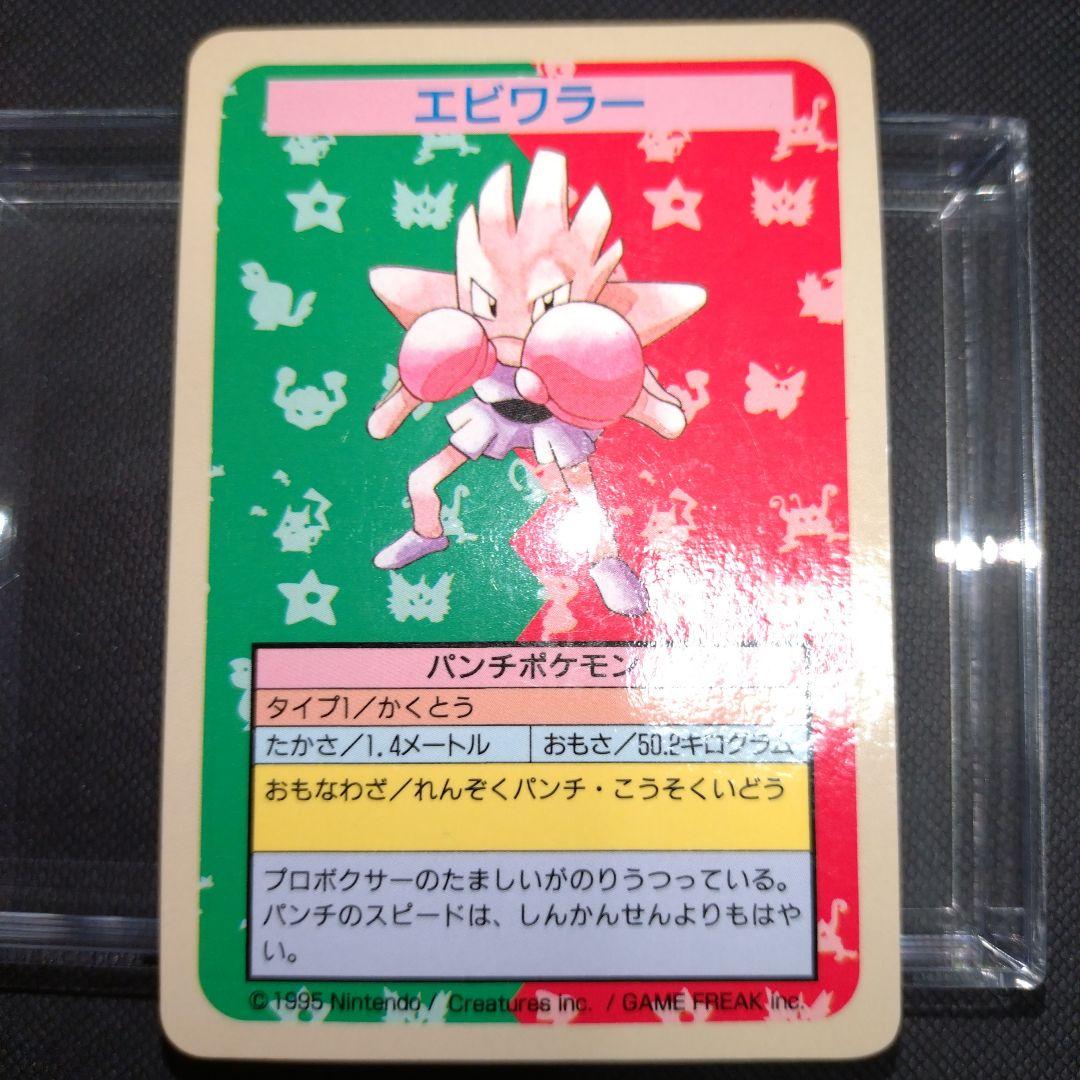 エビワラー
パンチポケモン
タイプ1/かくとう
たかさ/1.4メートル
おもさ/50.2キログラム
おもなわざ/れんぞくパンチ・こうそくいどう
プロボクサーのたましいがのりうつっている。
パンチのスピードは、しんかんせんよりもはや
い。
©1995 Nintendo / Creatures inc. / GAME FREAK inc.